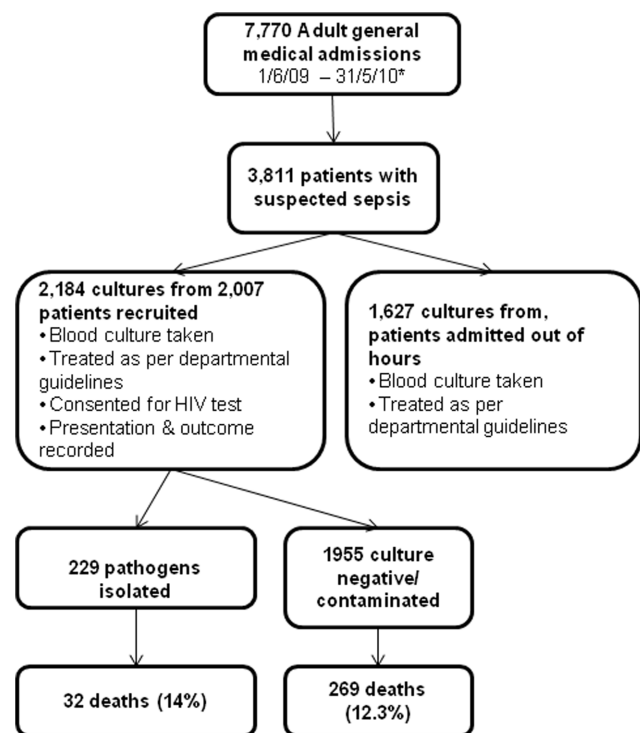 7,770 Adult general
medical admissions
1/6/09 – 31/5/10*
3,811 patients with
suspected sepsis
2,184 cultures from 2,007
patients recruited
• Blood culture taken
• Treated as per departmental
guidelines
• Consented for HIV test
• Presentation & outcome
recorded
1,627 cultures from,
patients admitted out of
hours
• Blood culture taken
• Treated as per
departmental guidelines
229 pathogens
isolated
1955 culture
negative/
contaminated
32 deaths (14%)
269 deaths
(12.3%)